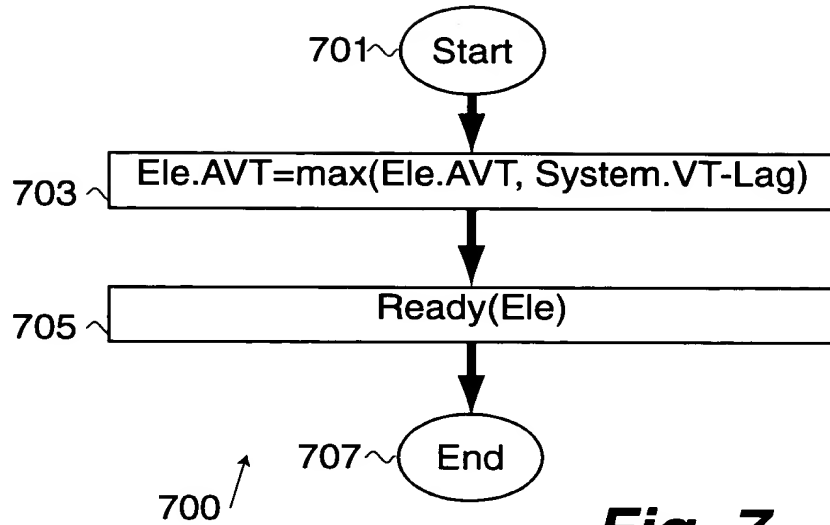 701 Start
Ele.AVT=max(Ele.AVT, System.VT-Lag)
703
Ready(Ele)
705
707 End
700
Fig. 7